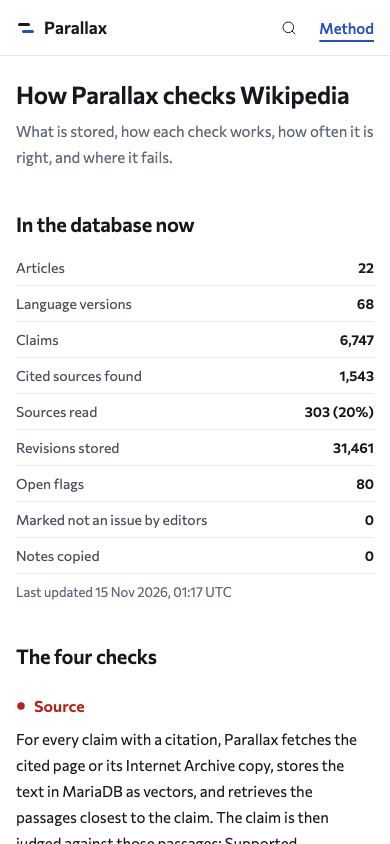 Parallax
Method
How Parallax checks Wikipedia
What is stored, how each check works, how often it is
right, and where it fails.
In the database now
Articles 22
Language versions 68
Claims 6,747
Cited sources found 1,543
Sources read 303 (20%)
Revisions stored 31,461
Open flags 80
Marked not an issue by editors 0
Notes copied 0
Last updated 15 Nov 2026, 01:17 UTC
The four checks
Source
For every claim with a citation, Parallax fetches the
cited page or its Internet Archive copy, stores the
text in MariaDB as vectors, and retrieves the
passages closest to the claim. The claim is then
judged against those passages: Supported,